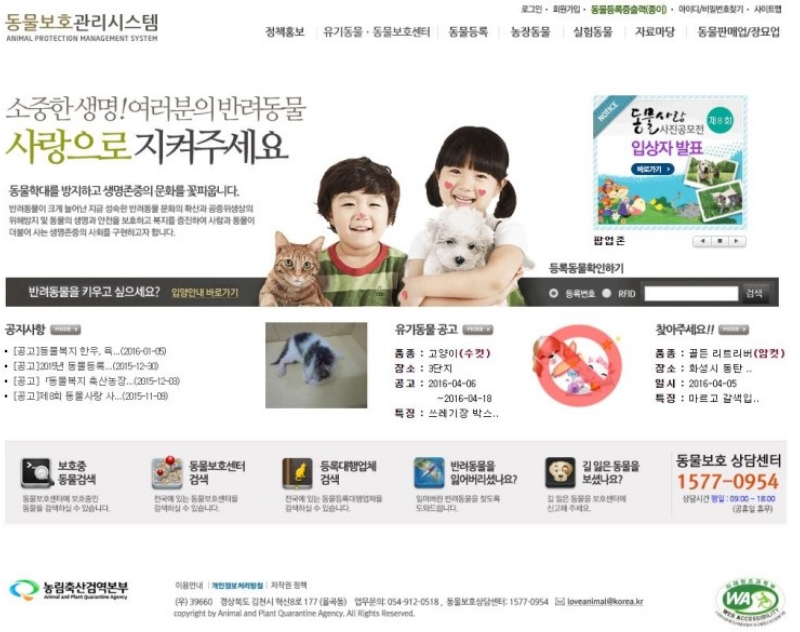 로그인 · 회원가입 · 동물등록증출력(종이) · 아이디/비밀번호찾기 · 사이트맵
동물보호관리시스템
ANIMAL PROTECTION MANAGEMENT SYSTEM
정책홍보 유기동물 · 동물보호센터 동물등록 농장동물 실험동물 자료마당 동물판매업/장묘업
소중한 생명! 여러분의 반려동물
사랑으로 지켜주세요
동물학대를 방지하고 생명존중의 문화를 꽃피웁니다.
반려동물이 크게 늘어난 지금 성숙한 반려동물 문화의 확산과 공중위생상의
위해방지 및 동물의 생명과 안전을 보호하고 복지를 증진하여 사람과 동물이
더불어 사는 생명존중의 사회를 구현하고자 합니다.
NOTICE
동물사랑
사진공모전
제8회
입상자 발표
바로가기 >
팝업존
등록동물확인하기
반려동물을 키우고 싶으세요? 입양안내 바로가기
등록번호 RFID 검색
공지사항 MORE
[공고]동물복지 한우, 육...(2016-01-05)
[공고]2015년 동물등록...(2015-12-30)
[공고] 「동물복지 축산농장...(2015-12-03)
[공고]제8회 동물사랑 사...(2015-11-09)
유기동물 공고 MORE
품종 : 고양이(수컷)
장소 : 3단지
공고 : 2016-04-06
~2016-04-18
특징 : 쓰레기장 박스..
찾아주세요!! MORE
품종 : 골든 리트리버(암컷)
장소 : 화성시 동탄 ..
일시 : 2016-04-05
특징 : 마르고 갈색입..
보호중
동물검색
동물보호센터에 보호중인
동물을 검색하실 수 있습니다.
동물보호센터
검색
전국에 있는 동물보호센터를
검색하실 수 있습니다.
등록대행업체
검색
전국에 있는 동물등록대행업체를
검색하실 수 있습니다.
반려동물을
잃어버리셨나요?
잃어버린 반려동물을 찾도록
도와드립니다.
길 잃은 동물을
보셨나요?
길 잃은 동물을 보호센터에
신고해 주세요.
동물보호 상담센터
1577-0954
상담시간 평일 : 09:00 ~ 18:00
(공휴일 휴무)
농림축산검역본부
Animal and Plant Quarantine Agency
이용안내 개인정보처리방침 저작권 정책
(우) 39660 경상북도 김천시 혁신8로 177 (율곡동) 업무문의: 054-912-0518 , 동물보호상담센터: 1577-0954 loveanimal@korea.kr
copyright by Animal and Plant Quarantine Agency. All Rights Reserved.
WA
WEB ACCESSIBILITY